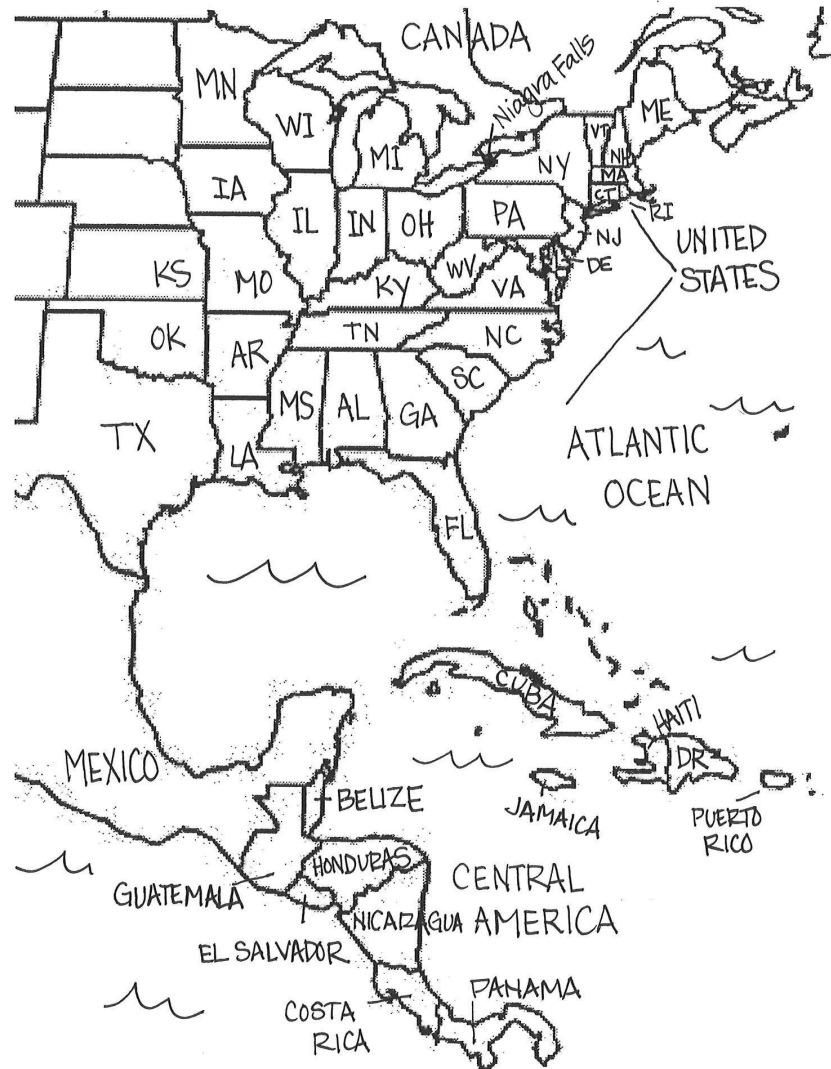 CANADA
Niagra Falls
MN
WI
MI
ME
VT
NH
NY
MA
CT
RI
IA
IL
IN
OH
PA
NJ
DE
UNITED
STATES
KS
MO
KY
WV
VA
OK
AR
TN
NC
SC
TX
LA
MS
AL
GA
FL
ATLANTIC
OCEAN
MEXICO
CUBA
HAITI
DR
JAMAICA
PUERTO
RICO
BELIZE
GUATEMALA
HONDURAS
EL SALVADOR
NICARAGUA
CENTRAL
AMERICA
COSTA
RICA
PANAMA